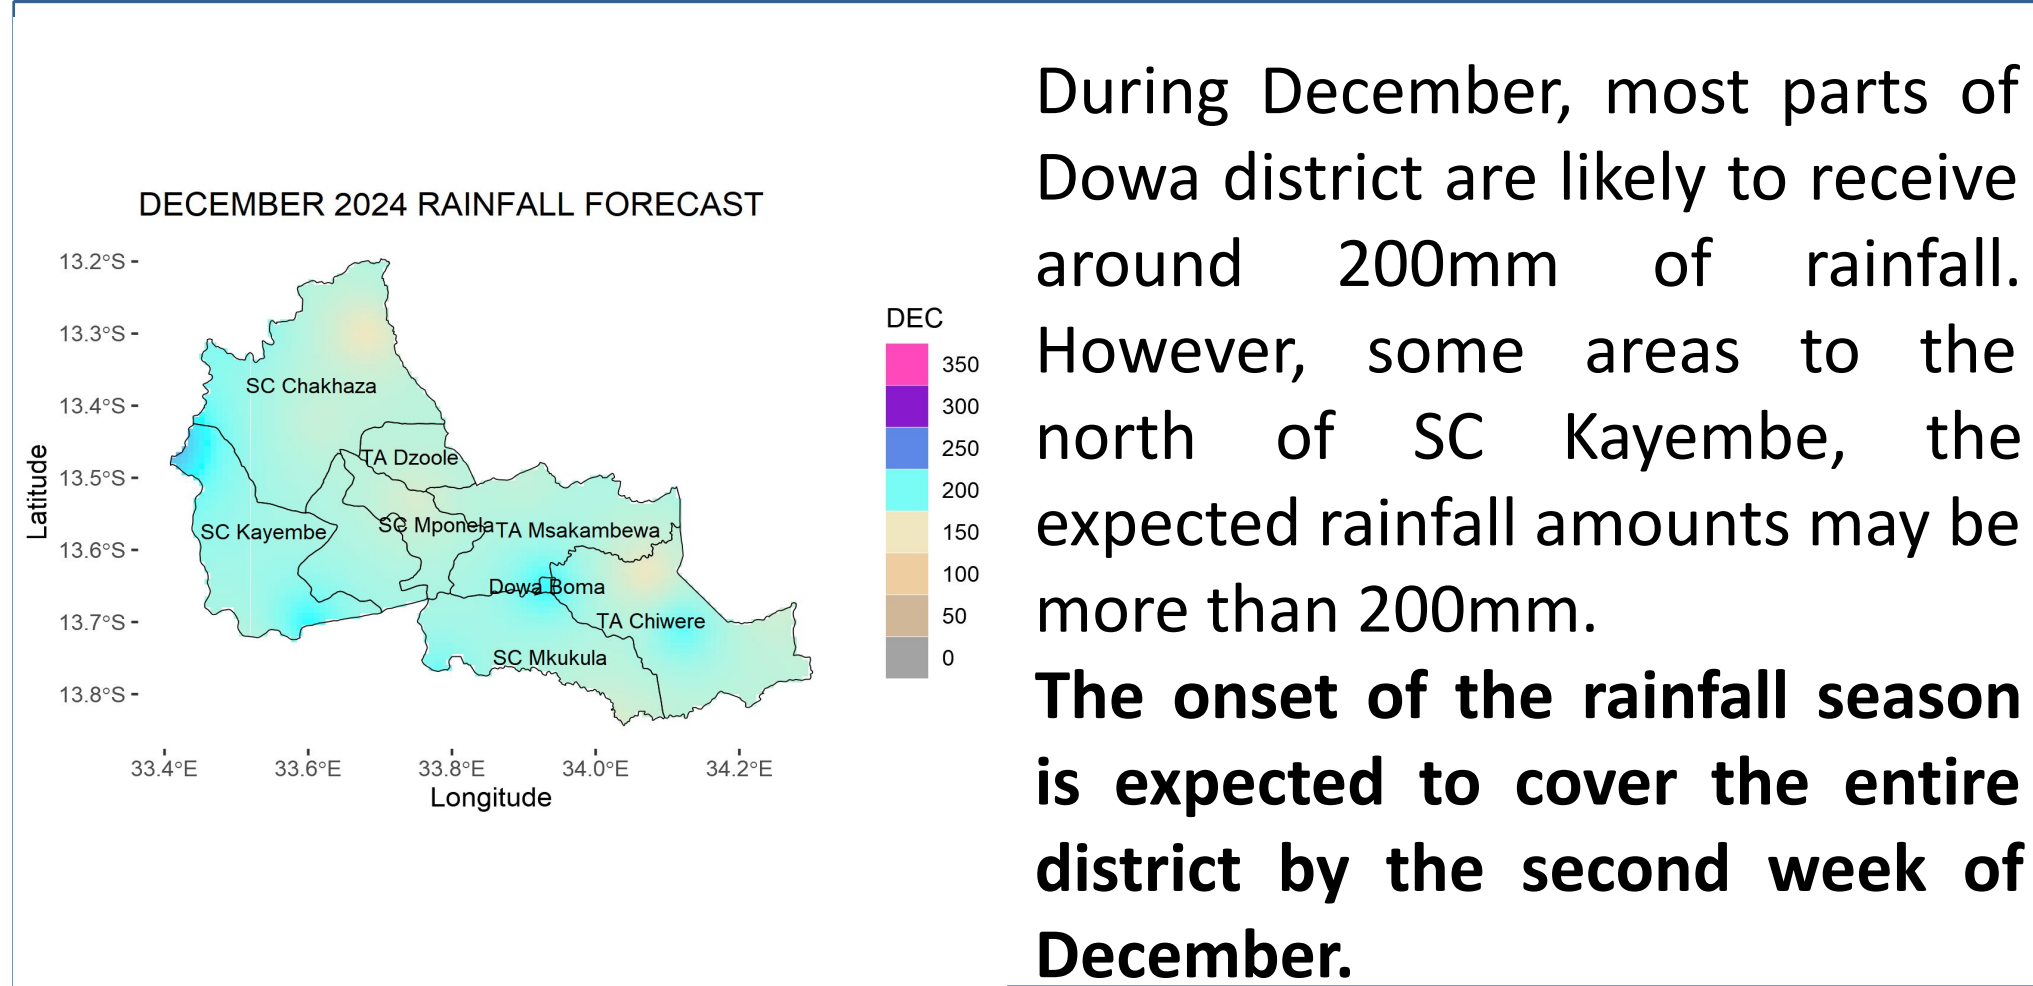 DECEMBER 2024 RAINFALL FORECAST
13.2°S
13.3°S
13.4°S
13.5°S
13.6°S
13.7°S
13.8°S
Latitude
SC Chakhaza
TA Dzoole
SC Kayembe
SC Mponela
TA Msakambewa
Dowa Boma
TA Chiwere
SC Mkukula
33.4°E 33.6°E 33.8°E 34.0°E 34.2°E
Longitude
DEC
350
300
250
200
150
100
50
0
During December, most parts of
Dowa district are likely to receive
around 200mm of rainfall.
However, some areas to the
north of SC Kayembe, the
expected rainfall amounts may be
more than 200mm.
The onset of the rainfall season
is expected to cover the entire
district by the second week of
December.